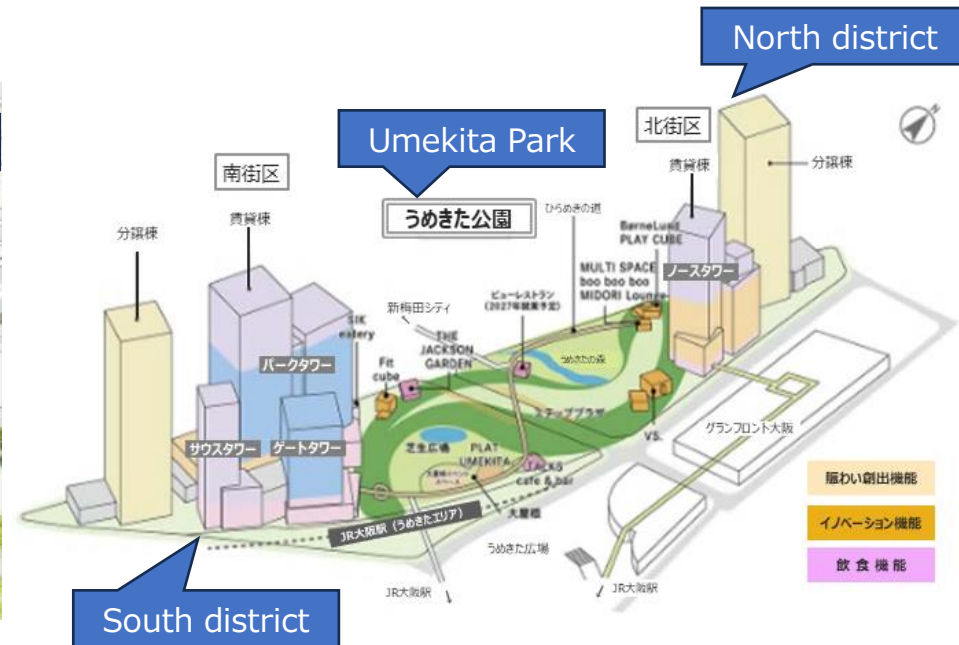 North district
Umekita Park
北街区
南街区
うめきた公園
賃貸棟
分譲棟
分譲棟
賃貸棟
ひらめきの道
BørneLund
PLAY CUBE
MULTI SPACE
boo boo boo
MIDORI Lounge
ノースタワー
ビューレストラン
(2027年開業予定)
新梅田シティ
SIK
eatery
THE
JACKSON
GARDEN
Fit
cube
パークタワー
うめきたの森
ステッププラザ
VS.
グランフロント大阪
サウスタワー
ゲートタワー
芝生広場
PLAT
UMEKITA
JACKS
cafe & bar
大屋根
JR大阪駅（うめきたエリア）
うめきた広場
JR大阪駅
JR大阪駅
賑わい創出機能
イノベーション機能
飲食機能
South district